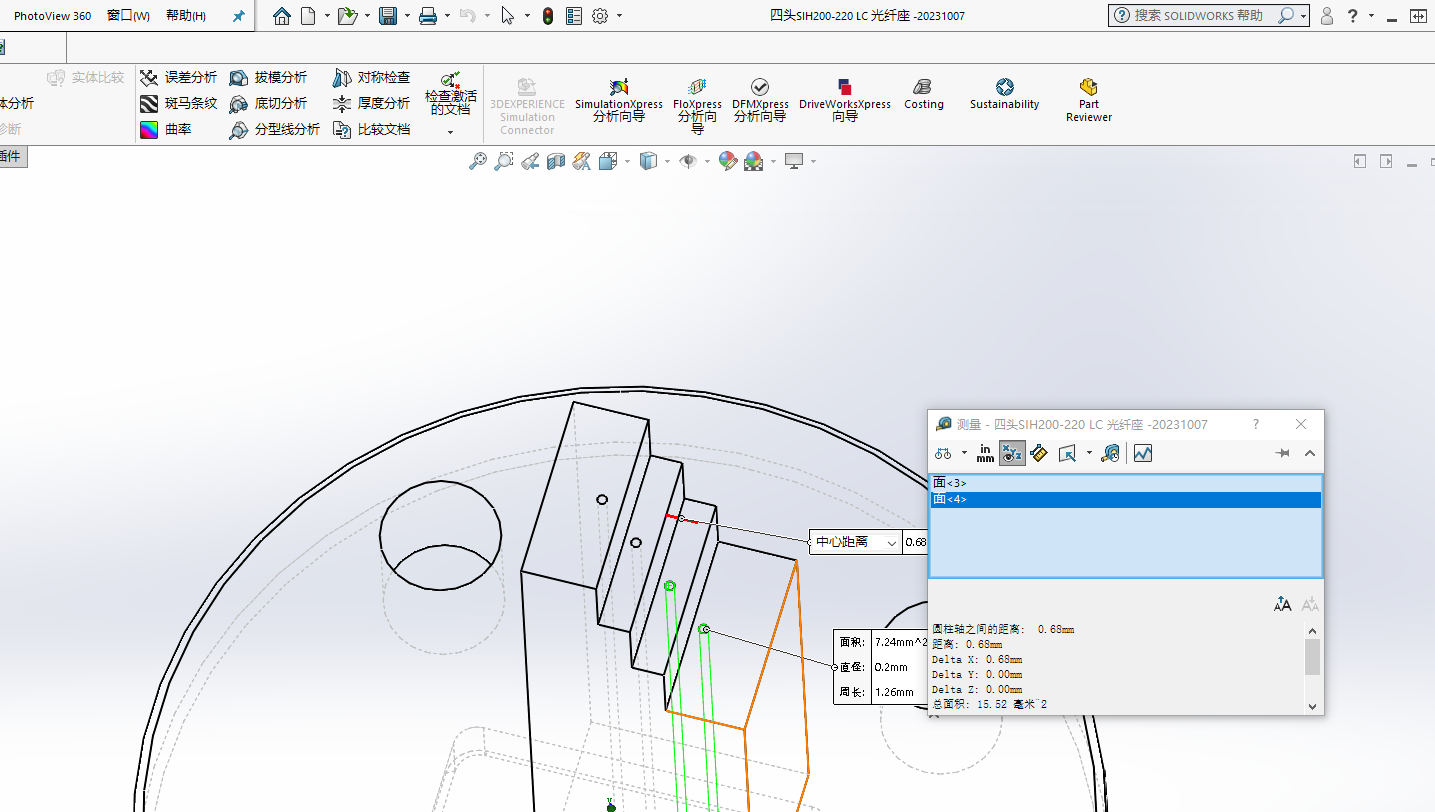 PhotoView 360 窗口(W) 帮助(H)
四头SIH200-220 LC 光纤座 -20231007
搜索 SOLIDWORKS 帮助
?
实体比较
误差分析
拔模分析
对称检查
检查激活
的文档
体分析
斑马条纹
底切分析
厚度分析
诊断
曲率
分型线分析
比较文档
3DEXPERIENCE
Simulation
Connector
SimulationXpress
分析向导
FloXpress
分析向
导
DFMXpress
分析向导
DriveWorksXpress
向导
Costing
Sustainability
Part
Reviewer
插件
测量 - 四头SIH200-220 LC 光纤座 -20231007
?
in
mm
面<3>
面<4>
中心距离 0.68
面积: 7.24mm^2
直径: 0.2mm
周长: 1.26mm
圆柱轴之间的距离: 0.68mm
距离: 0.68mm
Delta X: 0.68mm
Delta Y: 0.00mm
Delta Z: 0.00mm
总面积: 15.52 毫米^2